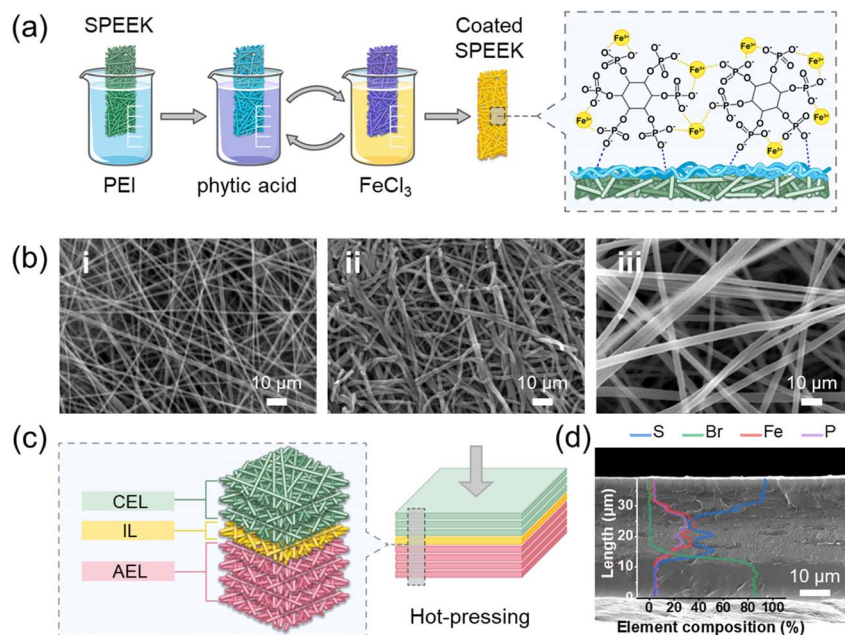 (a)
SPEEK
PEI
phytic acid
FeCl₃
Coated
SPEEK
(b)
i
10 μm
ii
10 μm
iii
10 μm
(c)
CEL
IL
AEL
Hot-pressing
(d)
S Br Fe P
Length (μm)
30
20
10
0
10 μm
0 20 40 60 80 100
Element composition (%)